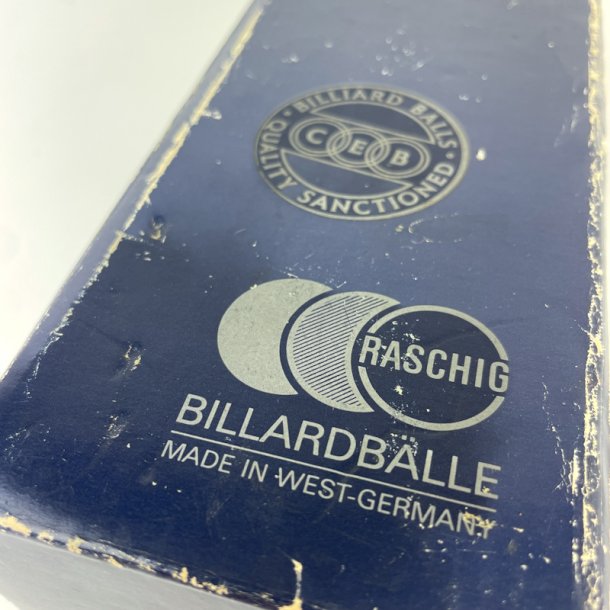 BILLIARD BALLS
CEB
QUALITY SANCTIONED
RASCHIG
BILLARDBÄLLE
MADE IN WEST-GERMANY